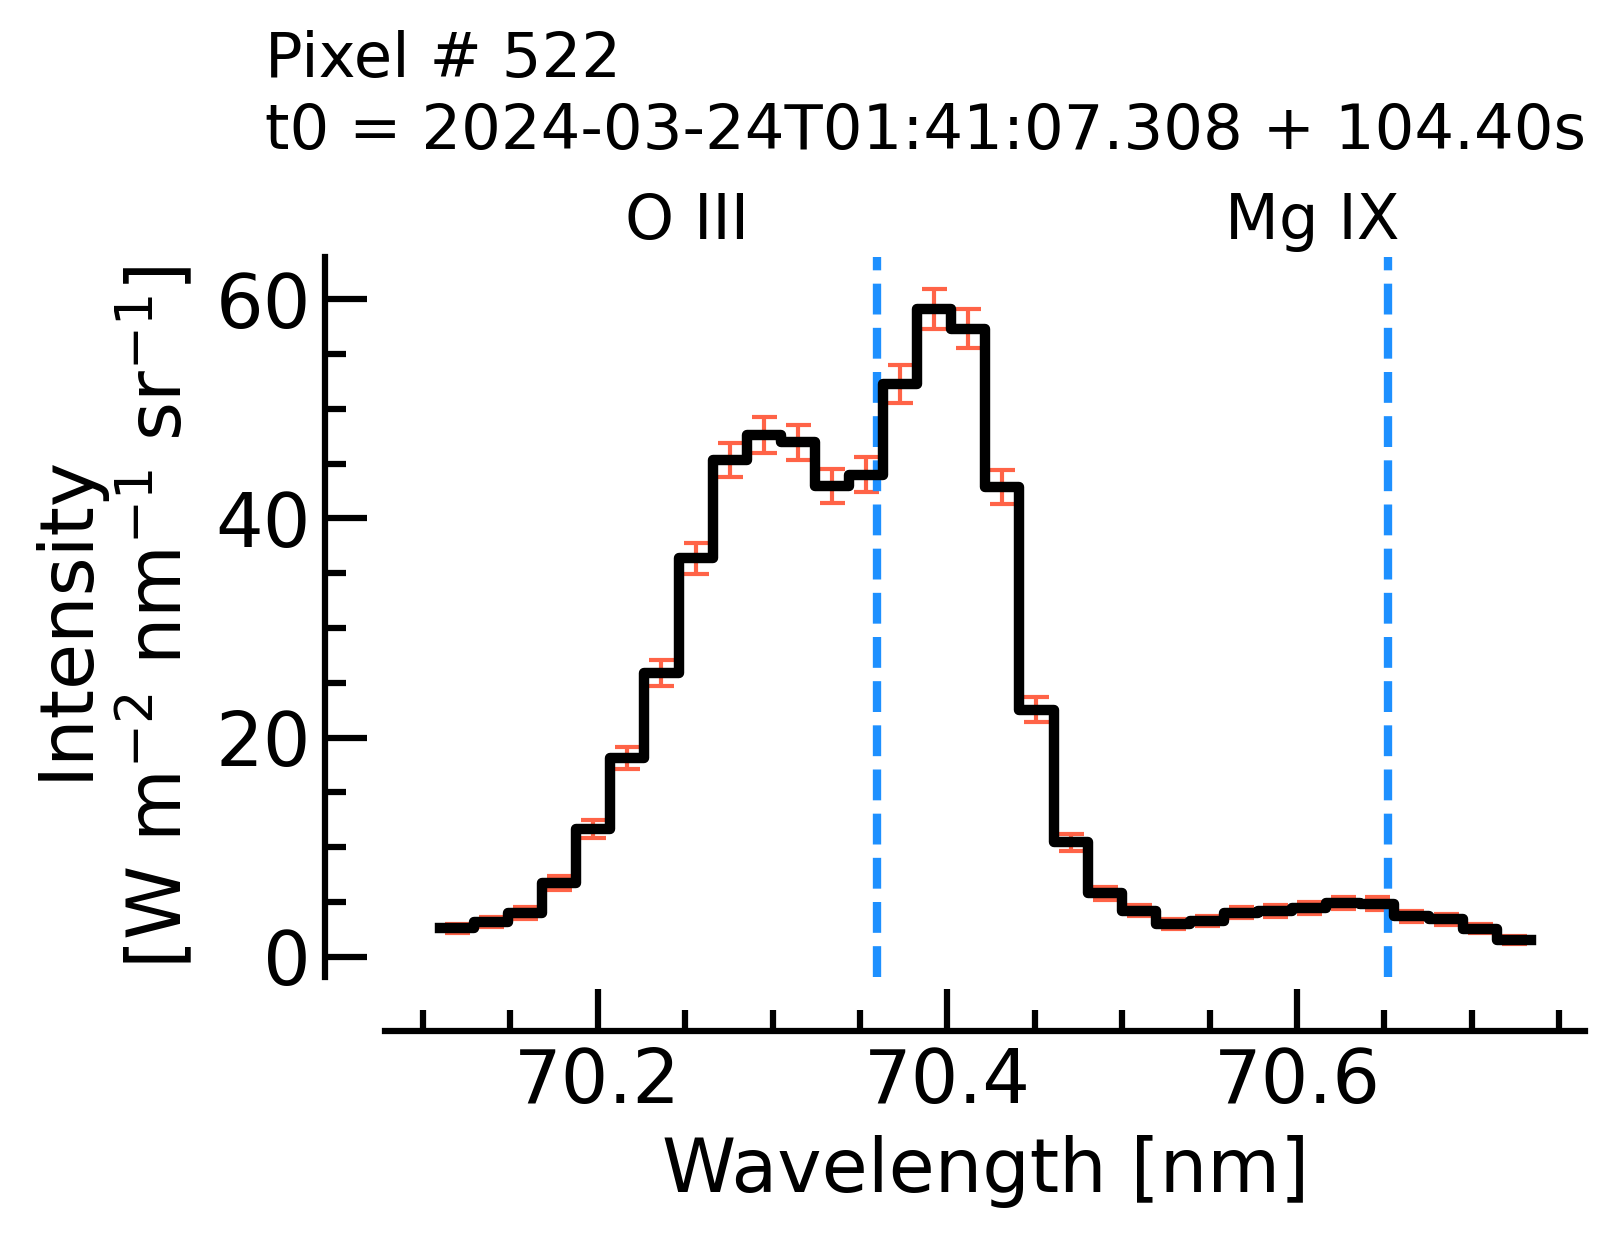 Pixel # 522
t0 = 2024-03-24T01:41:07.308 + 104.40s
O III Mg IX
Intensity
[W m⁻² nm⁻¹ sr⁻¹]
60
40
20
0
70.2 70.4 70.6
Wavelength [nm]